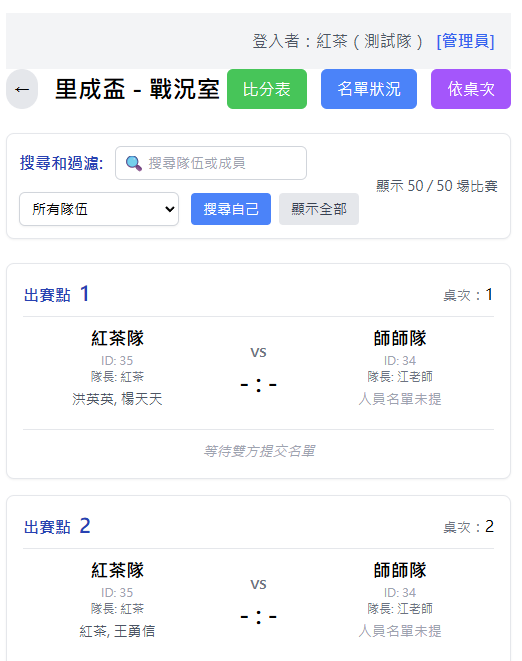 登入者：紅茶（測試隊） [管理員]
← 里成盃 - 戰況室 比分表 名單狀況 依桌次
搜尋和過濾: 搜尋隊伍或成員
顯示 50 / 50 場比賽
所有隊伍 搜尋自己 顯示全部
出賽點 1 桌次：1
紅茶隊 VS 師師隊
ID: 35 ID: 34
隊長: 紅茶 - : - 隊長: 江老師
洪英英, 楊天天 人員名單未提
等待雙方提交名單
出賽點 2 桌次：2
紅茶隊 VS 師師隊
ID: 35 ID: 34
隊長: 紅茶 - : - 隊長: 江老師
紅茶, 王勇信 人員名單未提